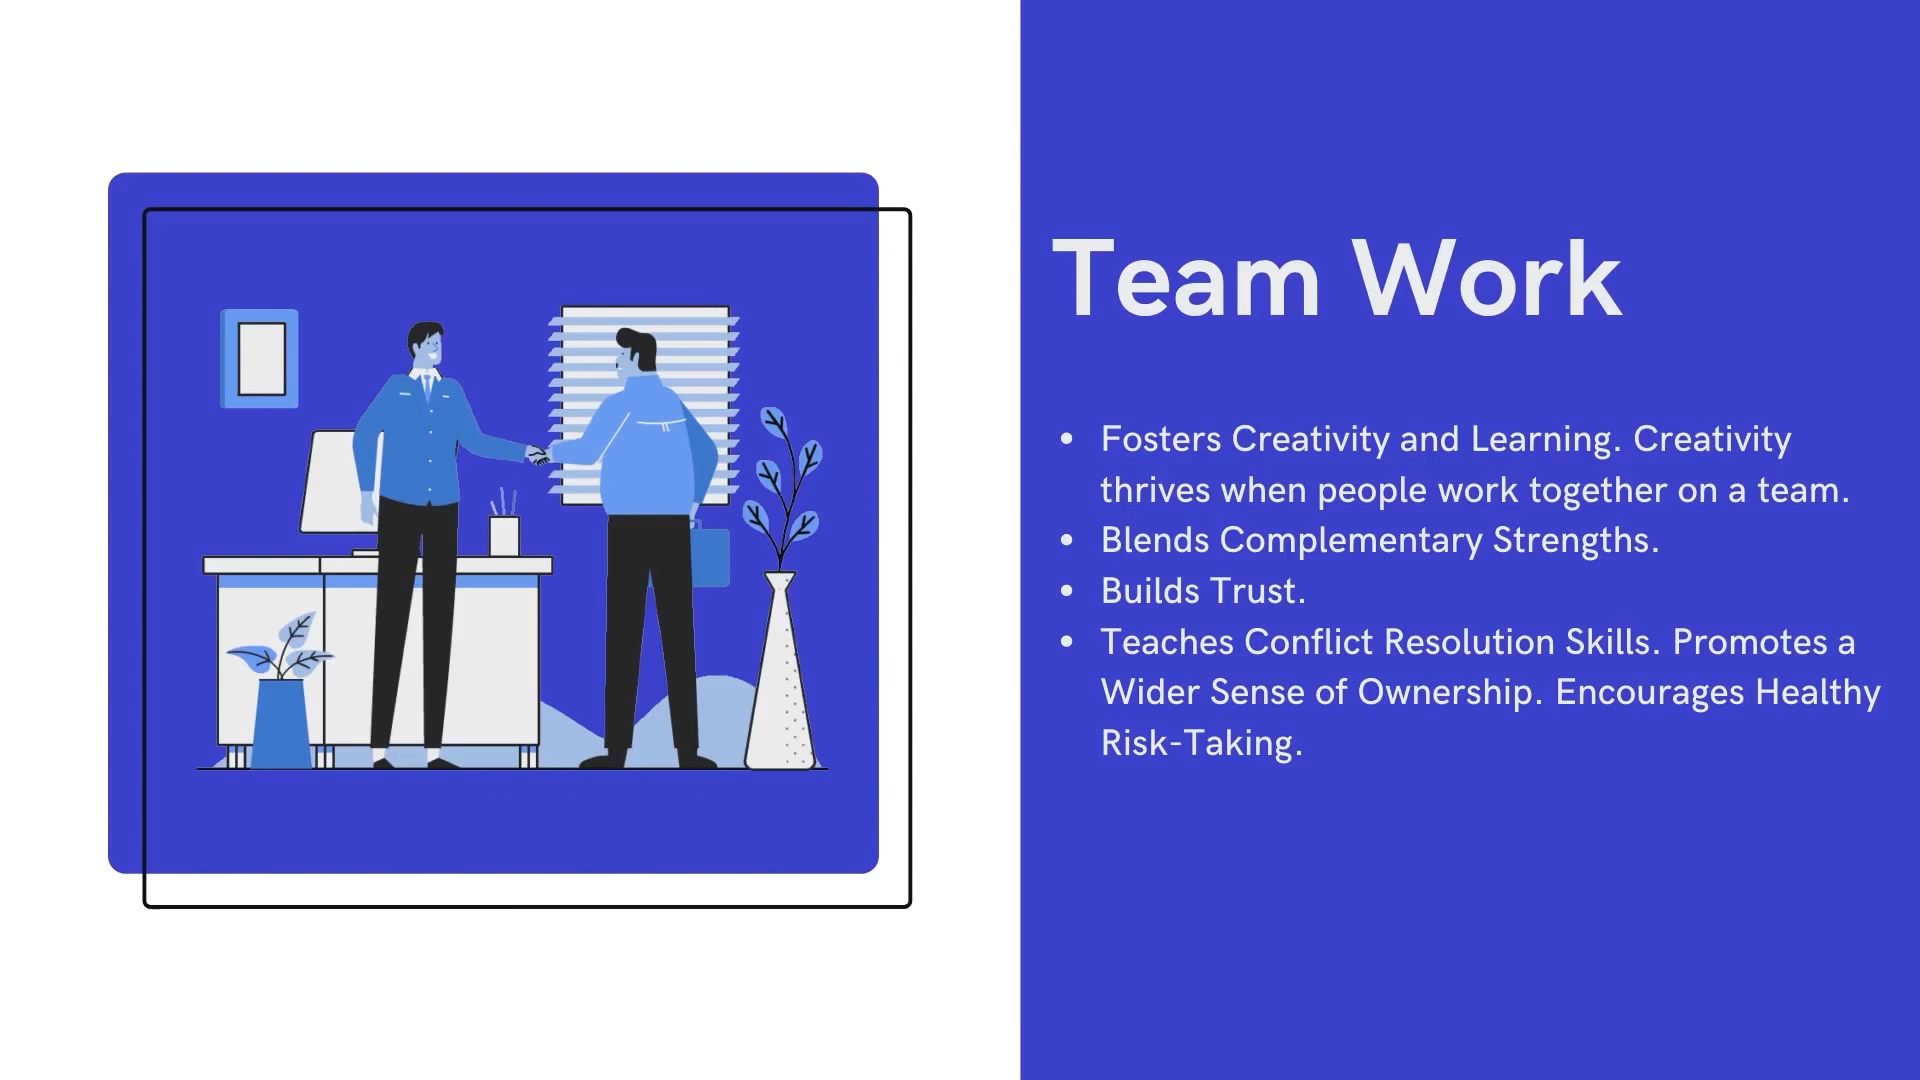 Team Work
• Fosters Creativity and Learning. Creativity
thrives when people work together on a team.
• Blends Complementary Strengths.
• Builds Trust.
• Teaches Conflict Resolution Skills. Promotes a
Wider Sense of Ownership. Encourages Healthy
Risk-Taking.